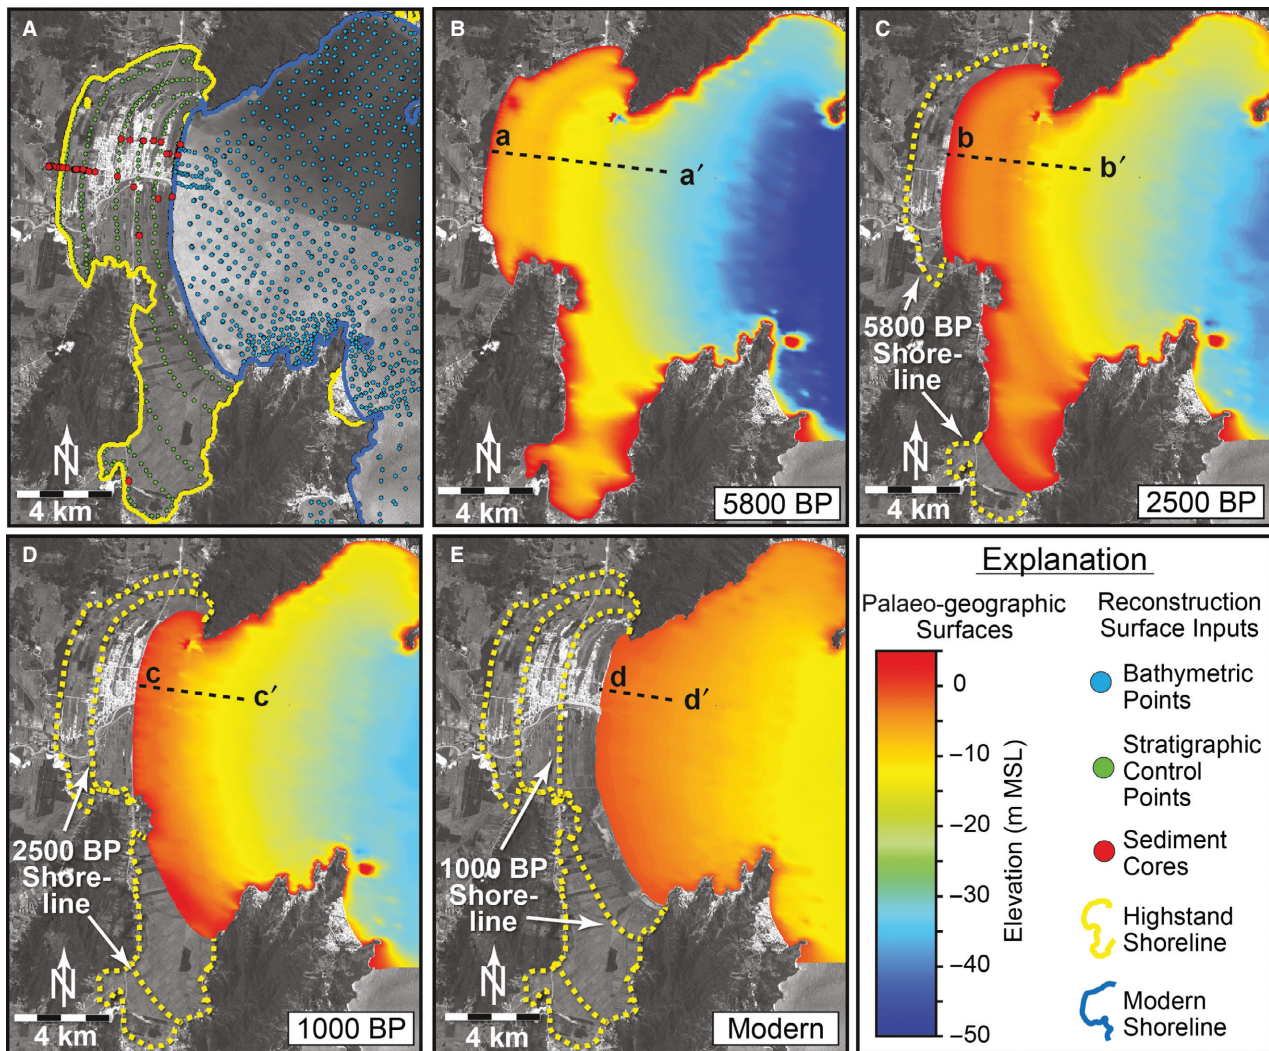 A
N
4 km
B
a
a′
N
4 km
5800 BP
C
b
b′
5800 BP
Shore-
line
N
4 km
2500 BP
D
c
c′
2500 BP
Shore-
line
N
4 km
1000 BP
E
d
d′
1000 BP
Shore-
line
N
4 km
Modern
Explanation
Palaeo-geographic
Surfaces
0
−10
−20
−30
−40
−50
Elevation (m MSL)
Reconstruction
Surface Inputs
Bathymetric
Points
Stratigraphic
Control
Points
Sediment
Cores
Highstand
Shoreline
Modern
Shoreline